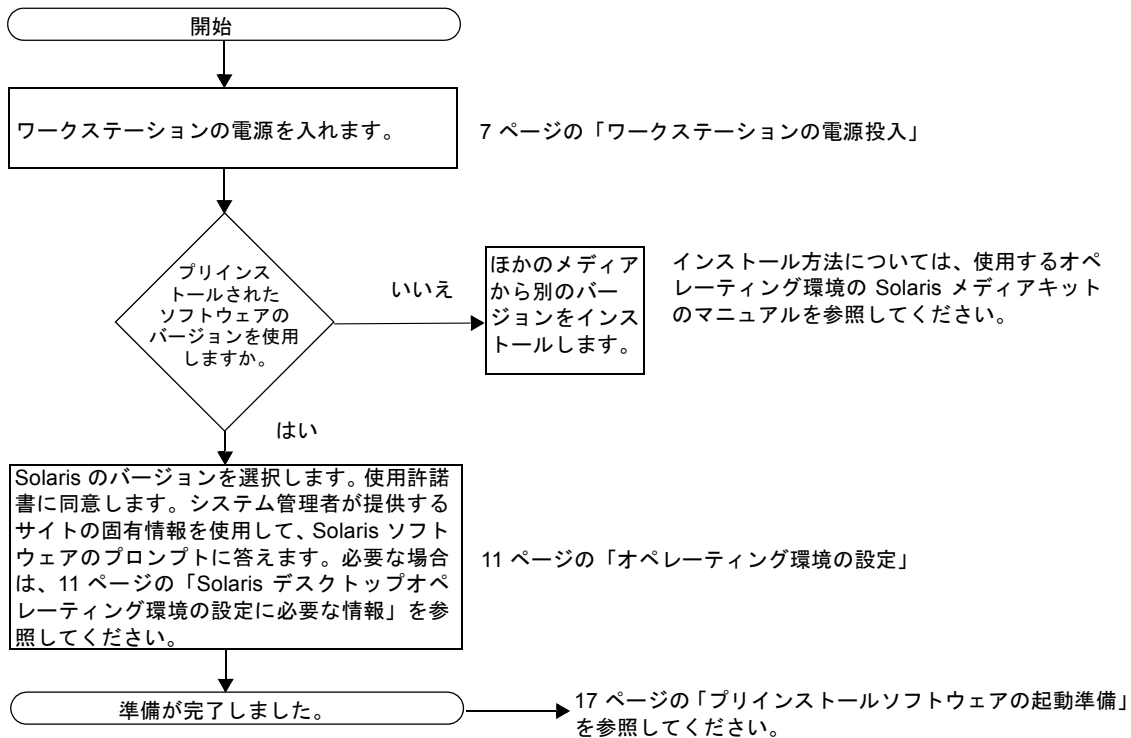 開始
ワークステーションの電源を入れます。
7 ページの「ワークステーションの電源投入」
プリインス
トールされた
ソフトウェアの
バージョンを使用
しますか。
いいえ
ほかのメディア
から別のバー
ジョンをインス
トールします。
インストール方法については、使用するオペ
レーティング環境の Solaris メディアキット
のマニュアルを参照してください。
はい
Solaris のバージョンを選択します。使用許諾
書に同意します。システム管理者が提供する
サイトの固有情報を使用して、Solaris ソフト
ウェアのプロンプトに答えます。必要な場合
は、11 ページの「Solaris デスクトップオペ
レーティング環境の設定に必要な情報」を参
照してください。
11 ページの「オペレーティング環境の設定」
準備が完了しました。
17 ページの「プリインストールソフトウェアの起動準備」
を参照してください。